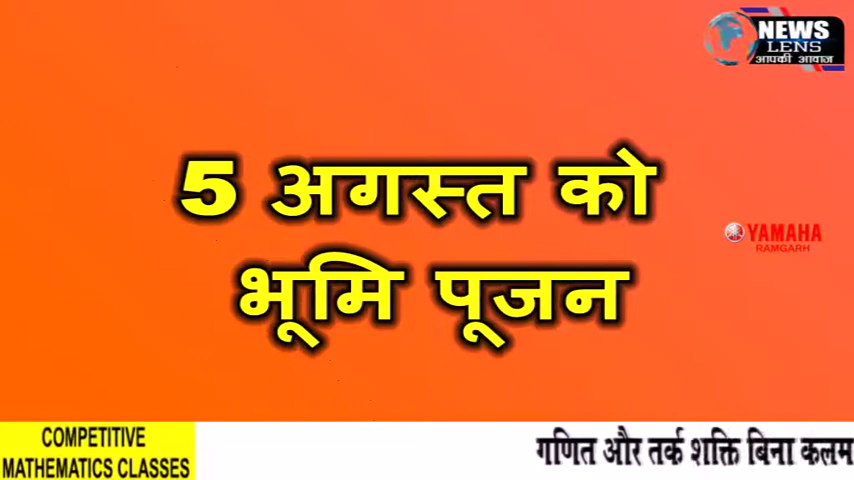 NEWS
LENS
आपकी आवाज
5 अगस्त को
YAMAHA
RAMGARH
भूमि पूजन
COMPETITIVE
MATHEMATICS CLASSES
गणित और तर्क शक्ति बिना कलम